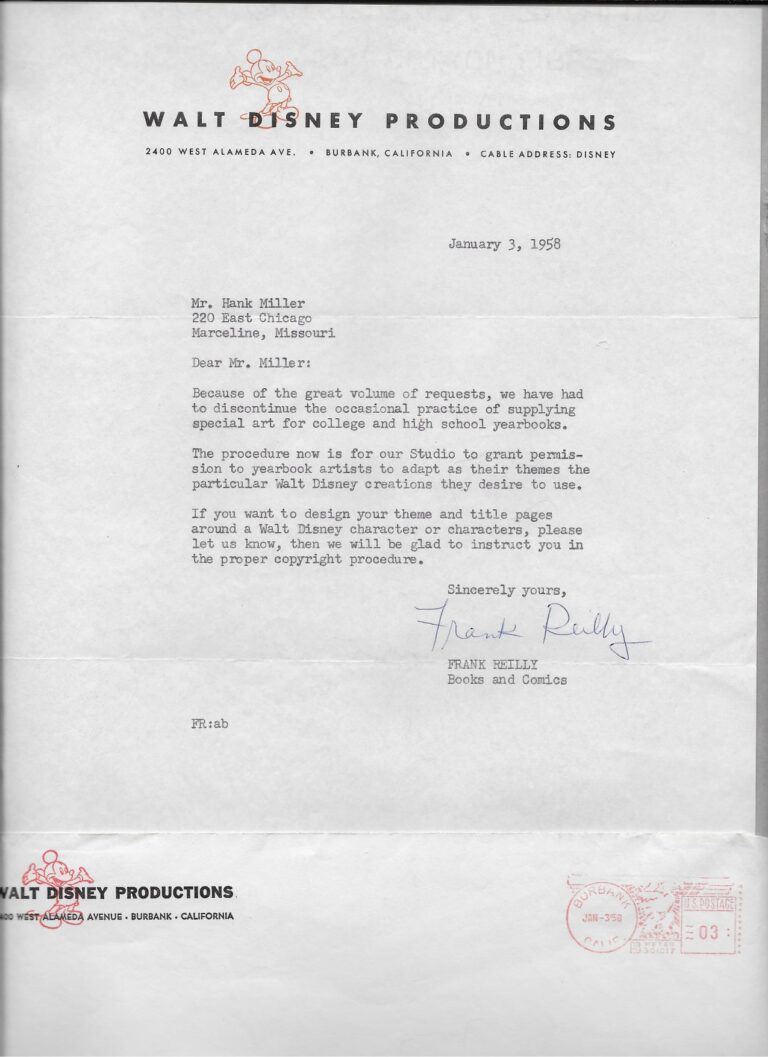 WALT DISNEY PRODUCTIONS
2400 WEST ALAMEDA AVE. • BURBANK, CALIFORNIA • CABLE ADDRESS: DISNEY
January 3, 1958
Mr. Hank Miller
220 East Chicago
Marceline, Missouri
Dear Mr. Miller:
Because of the great volume of requests, we have had
to discontinue the occasional practice of supplying
special art for college and high school yearbooks.
The procedure now is for our Studio to grant permis-
sion to yearbook artists to adapt as their themes the
particular Walt Disney creations they desire to use.
If you want to design your theme and title pages
around a Walt Disney character or characters, please
let us know, then we will be glad to instruct you in
the proper copyright procedure.
Sincerely yours,
Frank Reilly
FRANK REILLY
Books and Comics
FR:ab
WALT DISNEY PRODUCTIONS
400 WEST ALAMEDA AVENUE • BURBANK • CALIFORNIA
BURBANK
JAN-3'58
CALIF
U.S. POSTAGE
03